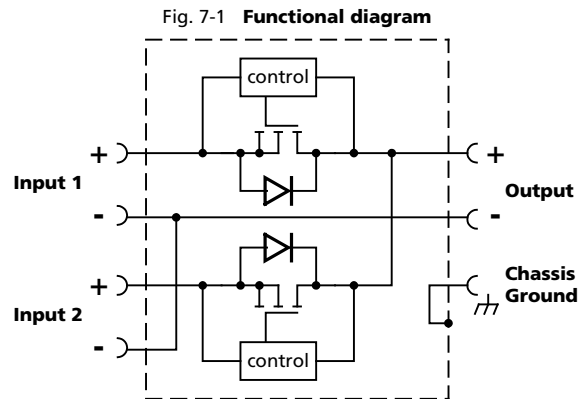 Fig. 7-1 Functional diagram
control
+
+
Input 1
Output
-
-
+
Chassis
Ground
Input 2
-
control